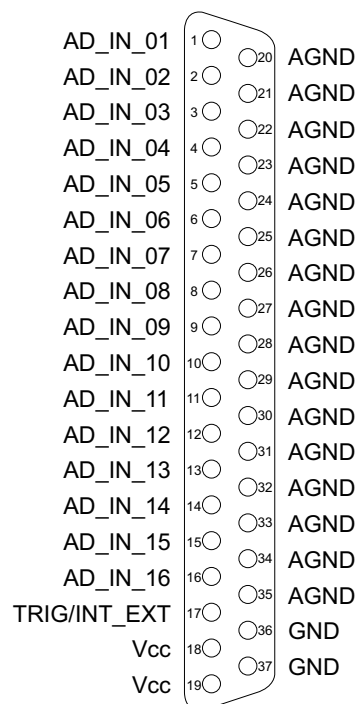 AD_IN_01 1 20 AGND
AD_IN_02 2 21 AGND
AD_IN_03 3 22 AGND
AD_IN_04 4 23 AGND
AD_IN_05 5 24 AGND
AD_IN_06 6 25 AGND
AD_IN_07 7 26 AGND
AD_IN_08 8 27 AGND
AD_IN_09 9 28 AGND
AD_IN_10 10 29 AGND
AD_IN_11 11 30 AGND
AD_IN_12 12 31 AGND
AD_IN_13 13 32 AGND
AD_IN_14 14 33 AGND
AD_IN_15 15 34 AGND
AD_IN_16 16 35 AGND
TRIG/INT_EXT 17 36 GND
Vcc 18 37 GND
Vcc 19